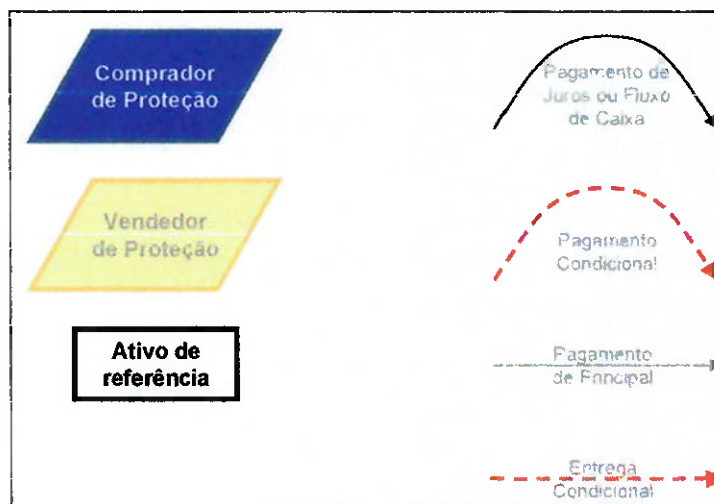 Comprador
de Proteção
Pagamento de
Juros ou Fluxo
de Caixa
Vendedor
de Proteção
Pagamento
Condicional
Ativo de
referência
Pagamento
de Principal
Entrega
Condicional